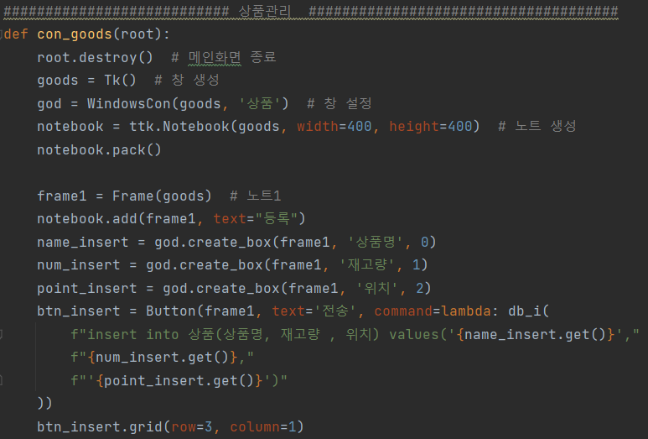 ########################### 상품관리 #####################################
def con_goods(root):
    root.destroy()  # 메인화면 종료
    goods = Tk()  # 창 생성
    god = WindowsCon(goods, '상품')  # 창 설정
    notebook = ttk.Notebook(goods, width=400, height=400)  # 노트 생성
    notebook.pack()

    frame1 = Frame(goods)  # 노트1
    notebook.add(frame1, text="등록")
    name_insert = god.create_box(frame1, '상품명', 0)
    num_insert = god.create_box(frame1, '재고량', 1)
    point_insert = god.create_box(frame1, '위치', 2)
    btn_insert = Button(frame1, text='전송', command=lambda: db_i(
        f"insert into 상품(상품명, 재고량 , 위치) values('{name_insert.get()}',"
        f"{num_insert.get()},"
        f"'{point_insert.get()}')"
    ))
    btn_insert.grid(row=3, column=1)